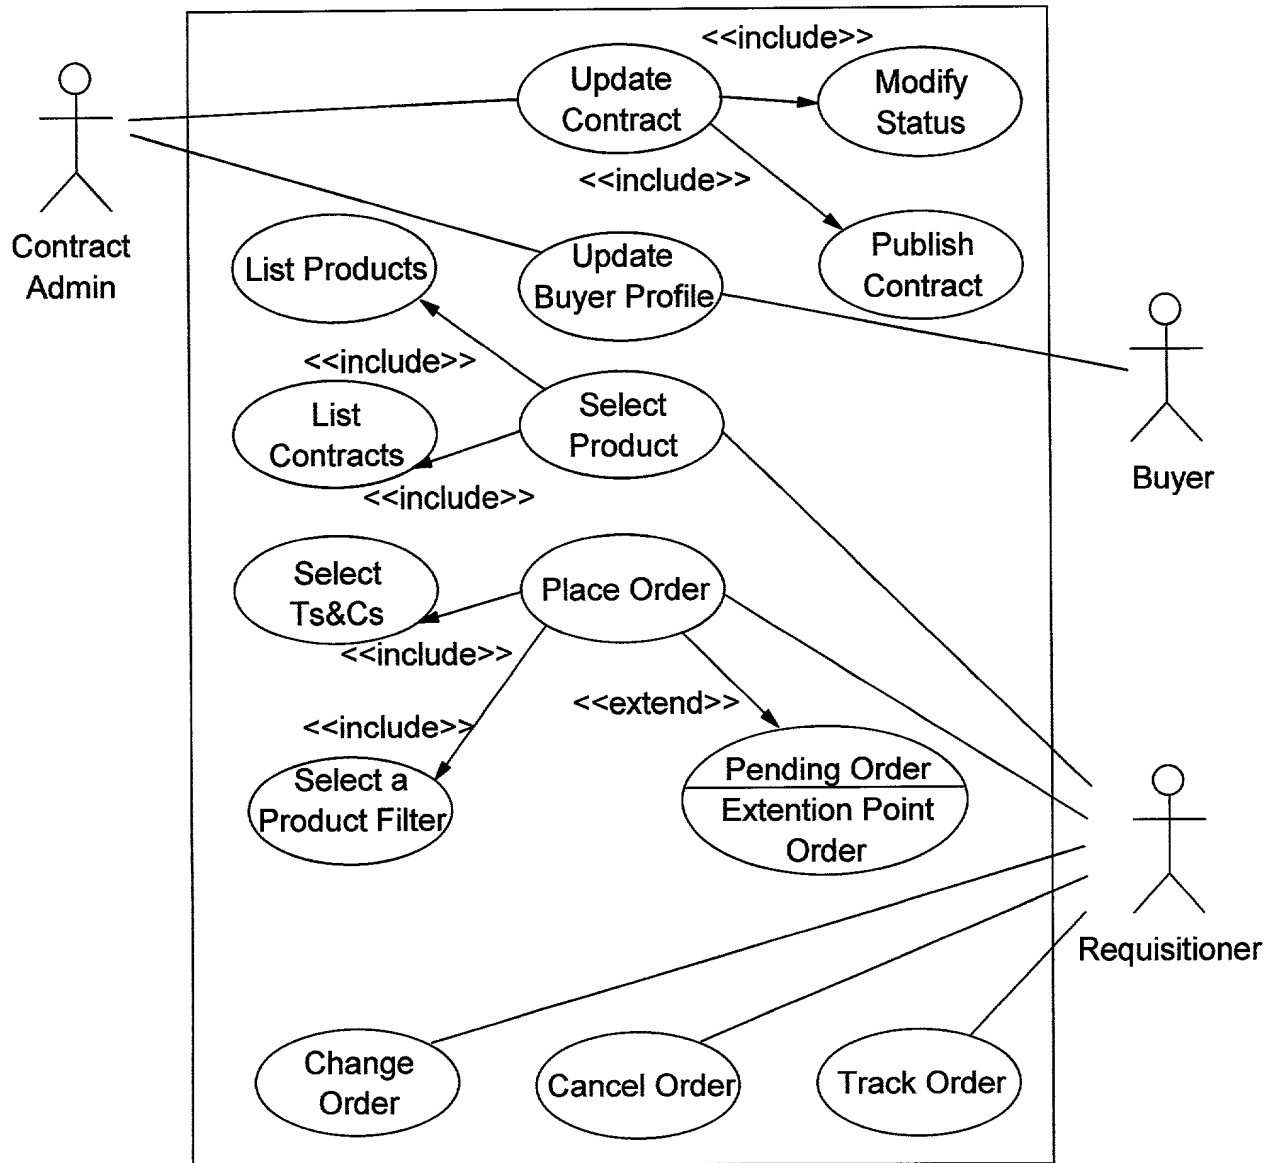 <<include>>
Update
Contract
Modify
Status
<<include>>
Contract
Admin
List Products
Update
Buyer Profile
Publish
Contract
<<include>>
List
Contracts
Select
Product
Buyer
<<include>>
Select
Ts&Cs
Place Order
<<include>>
<<extend>>
<<include>>
Select a
Product Filter
Pending Order
Extention Point
Order
Requisitioner
Change
Order
Cancel Order
Track Order